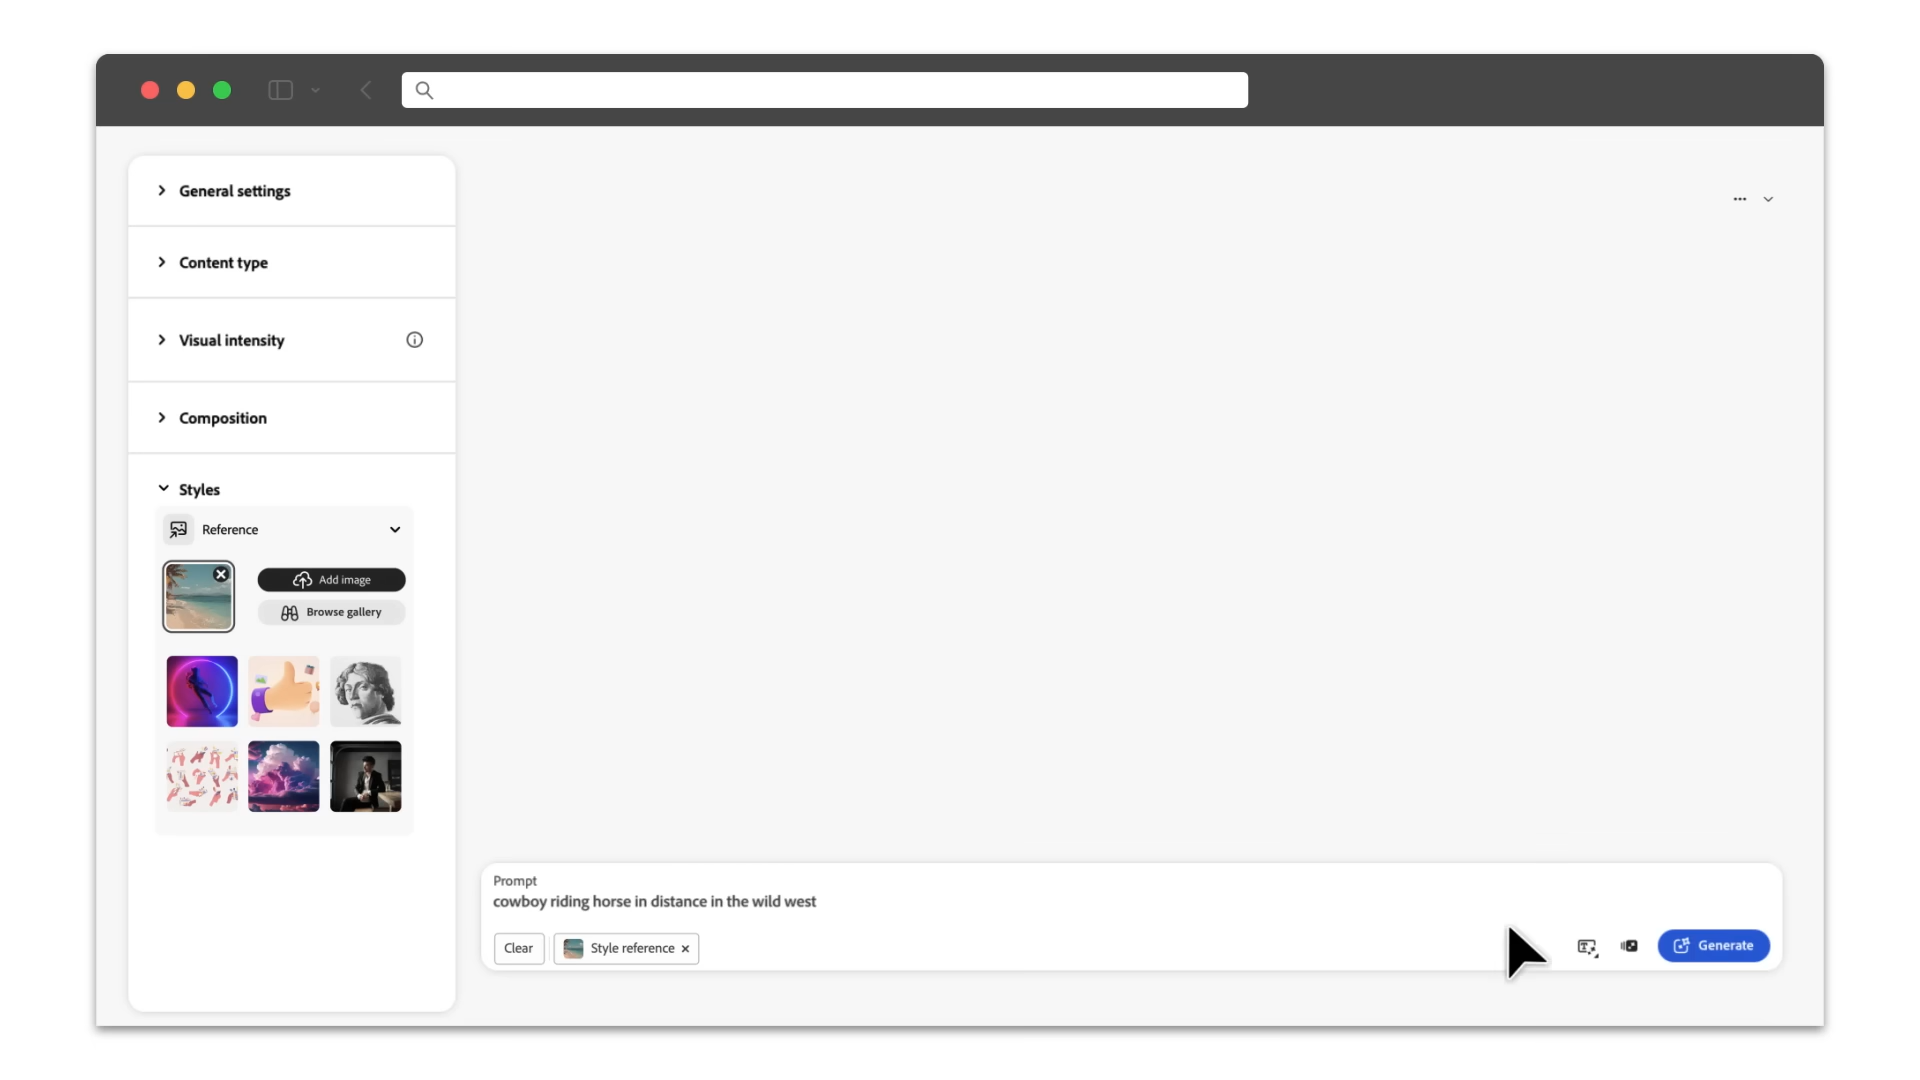 General settings
Content type
Visual intensity
Composition
Styles
Reference
Add image
Browse gallery
Prompt
cowboy riding horse in distance in the wild west
Clear
Style reference
Generate